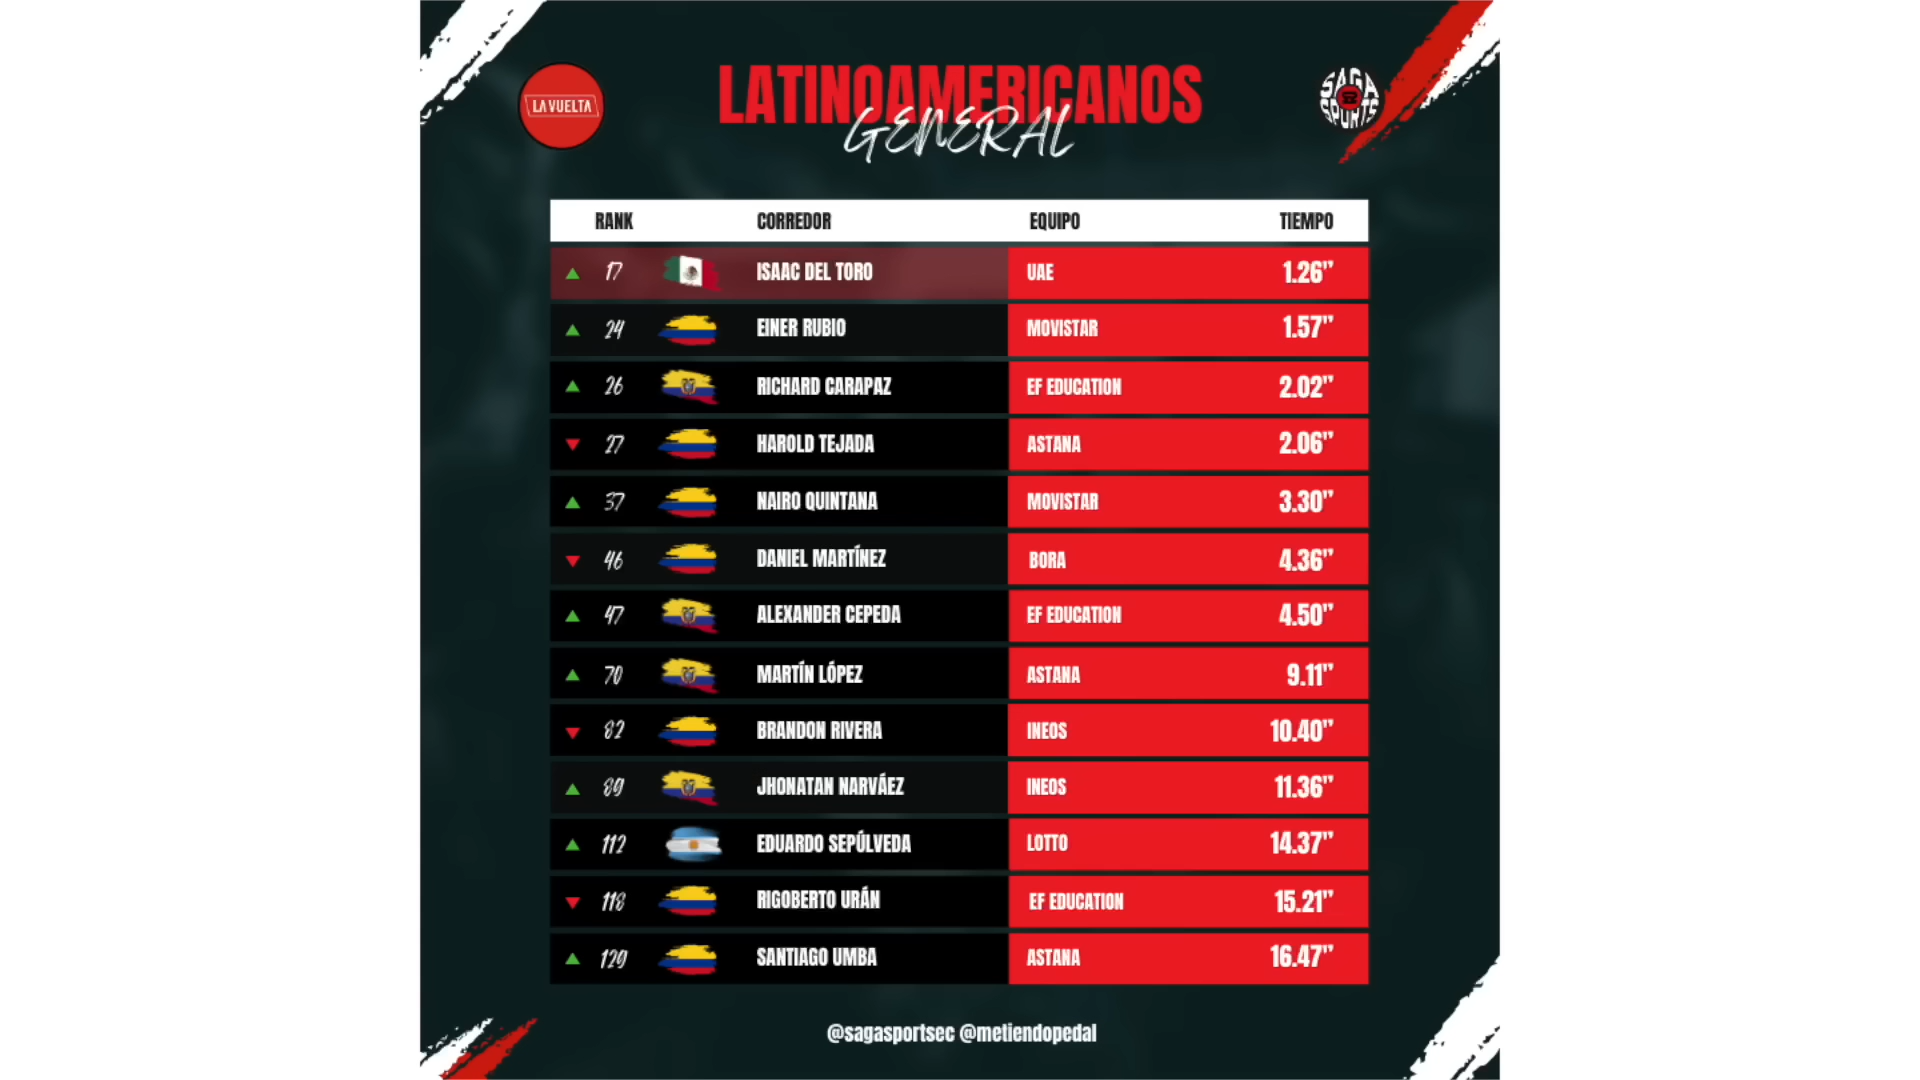 LATINOAMERICANOS
GENERAL
LA VUELTA
SAGA
SPORTS
RANK CORREDOR EQUIPO TIEMPO
17 ISAAC DEL TORO UAE 1.26"
24 EINER RUBIO MOVISTAR 1.57"
26 RICHARD CARAPAZ EF EDUCATION 2.02"
27 HAROLD TEJADA ASTANA 2.06"
37 NAIRO QUINTANA MOVISTAR 3.30"
46 DANIEL MARTÍNEZ BORA 4.36"
47 ALEXANDER CEPEDA EF EDUCATION 4.50"
70 MARTÍN LÓPEZ ASTANA 9.11"
82 BRANDON RIVERA INEOS 10.40"
89 JHONATAN NARVÁEZ INEOS 11.36"
112 EDUARDO SEPÚLVEDA LOTTO 14.37"
118 RIGOBERTO URÁN EF EDUCATION 15.21"
129 SANTIAGO UMBA ASTANA 16.47"
@sagasportsec @metiendopedal